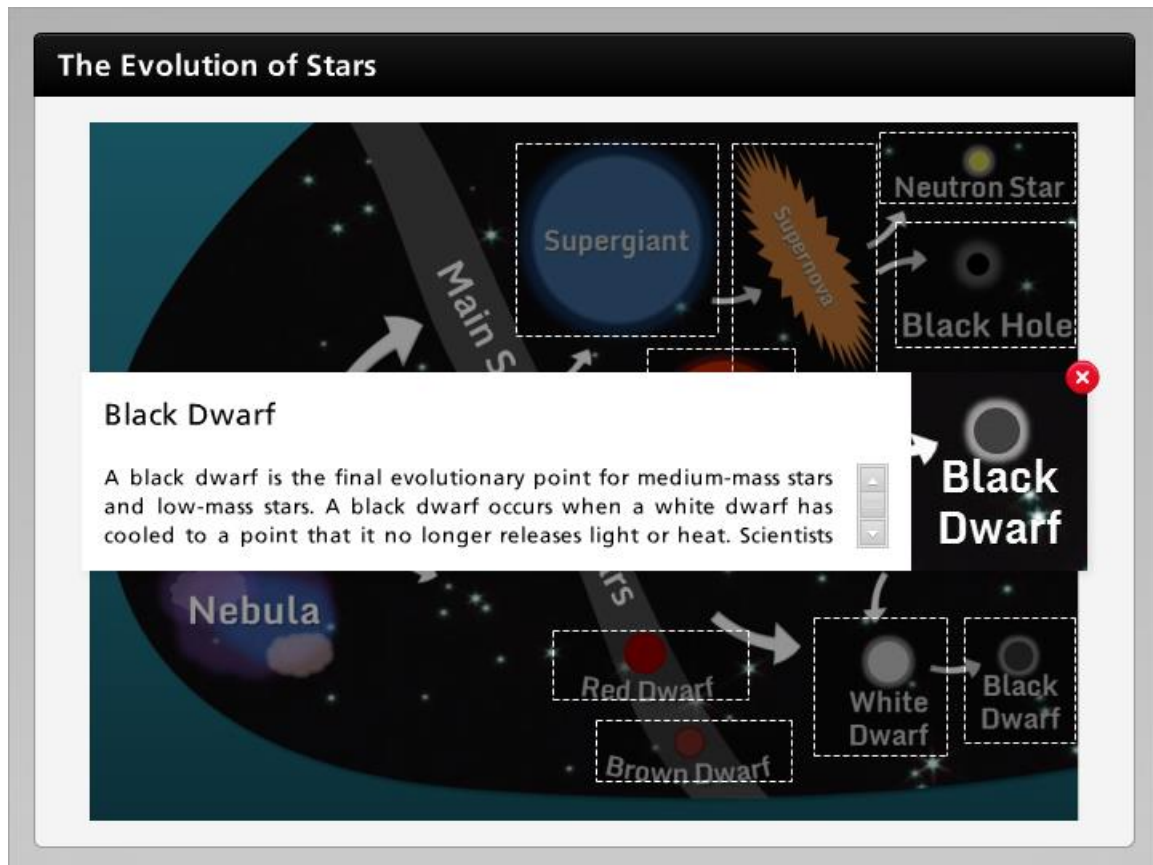 The Evolution of Stars
Neutron Star
Supergiant
Supernova
Black Hole
Main S
Black Dwarf
A black dwarf is the final evolutionary point for medium-mass stars
and low-mass stars. A black dwarf occurs when a white dwarf has
cooled to a point that it no longer releases light or heat. Scientists
Black
Dwarf
ars
Nebula
Red Dwarf
White
Dwarf
Black
Dwarf
Brown Dwarf